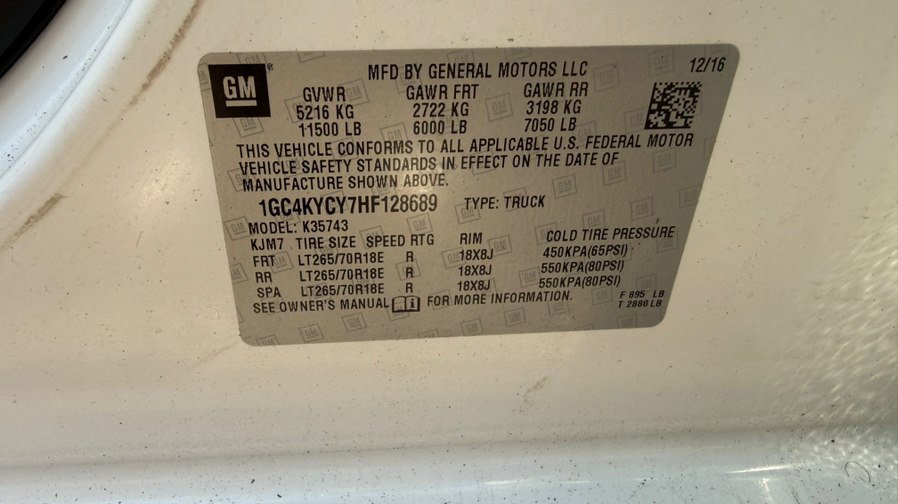 GM ®
MFD BY GENERAL MOTORS LLC 12/16
GVWR GAWR FRT GAWR RR
5216 KG 2722 KG 3198 KG
11500 LB 6000 LB 7050 LB
THIS VEHICLE CONFORMS TO ALL APPLICABLE U.S. FEDERAL MOTOR
VEHICLE SAFETY STANDARDS IN EFFECT ON THE DATE OF
MANUFACTURE SHOWN ABOVE.
1GC4KYCY7HF128689 TYPE: TRUCK
MODEL: K35743
KJM7 TIRE SIZE SPEED RTG RIM COLD TIRE PRESSURE
FRT LT265/70R18E R 18X8J 450KPA(65PSI)
RR LT265/70R18E R 18X8J 550KPA(80PSI)
SPA LT265/70R18E R 18X8J 550KPA(80PSI)
SEE OWNER'S MANUAL FOR MORE INFORMATION.
F 895 LB
T 2880 LB